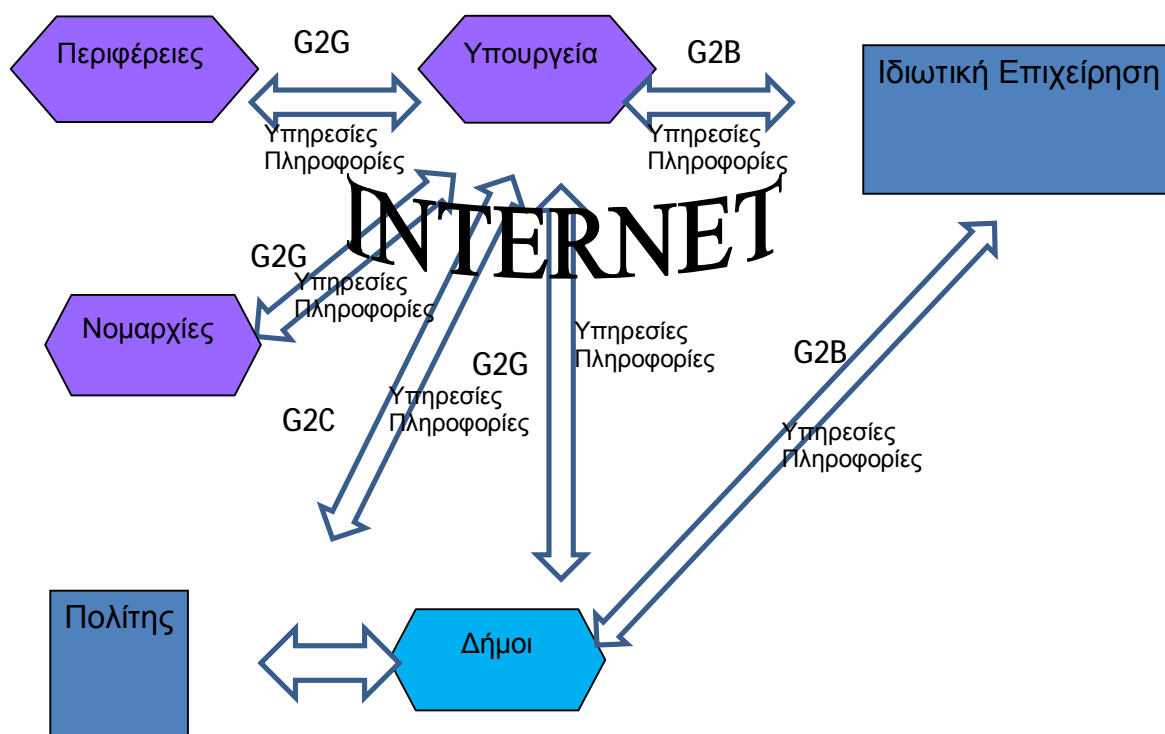 Περιφέρειες
G2G
Υπουργεία
G2B
Ιδιωτική Επιχείρηση
Υπηρεσίες
Πληροφορίες
Υπηρεσίες
Πληροφορίες
INTERNET
G2G
Υπηρεσίες
Πληροφορίες
Νομαρχίες
Υπηρεσίες
Πληροφορίες
G2G
G2B
Υπηρεσίες
Πληροφορίες
G2C
Υπηρεσίες
Πληροφορίες
Πολίτης
Δήμοι